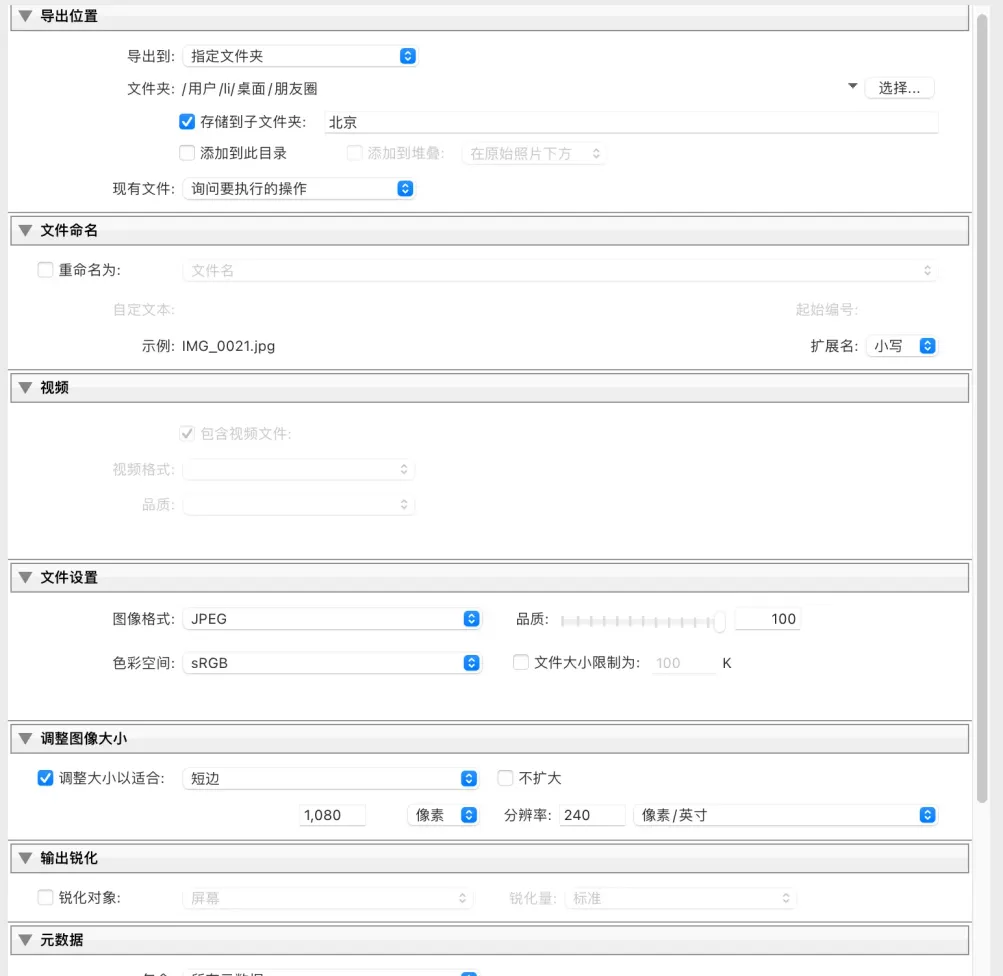 导出位置
导出到: 指定文件夹
文件夹: /用户/li/桌面/朋友圈 选择...
存储到子文件夹: 北京
添加到此目录 添加到堆叠: 在原始照片下方
现有文件: 询问要执行的操作
文件命名
重命名为: 文件名
自定文本: 起始编号:
示例: IMG_0021.jpg 扩展名: 小写
视频
包含视频文件:
视频格式:
品质:
文件设置
图像格式: JPEG 品质: 100
色彩空间: sRGB 文件大小限制为: 100 K
调整图像大小
调整大小以适合: 短边 不扩大
1,080 像素 分辨率: 240 像素/英寸
输出锐化
锐化对象: 屏幕 锐化量: 标准
元数据